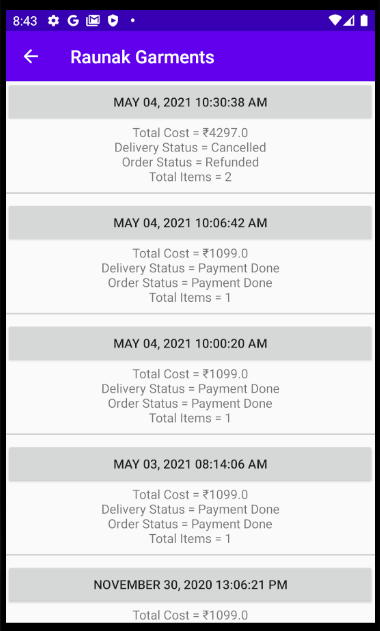 8:43
Raunak Garments
MAY 04, 2021 10:30:38 AM
Total Cost = ₹4297.0
Delivery Status = Cancelled
Order Status = Refunded
Total Items = 2
MAY 04, 2021 10:06:42 AM
Total Cost = ₹1099.0
Delivery Status = Payment Done
Order Status = Payment Done
Total Items = 1
MAY 04, 2021 10:00:20 AM
Total Cost = ₹1099.0
Delivery Status = Payment Done
Order Status = Payment Done
Total Items = 1
MAY 03, 2021 08:14:06 AM
Total Cost = ₹1099.0
Delivery Status = Payment Done
Order Status = Payment Done
Total Items = 1
NOVEMBER 30, 2020 13:06:21 PM
Total Cost = ₹1099.0